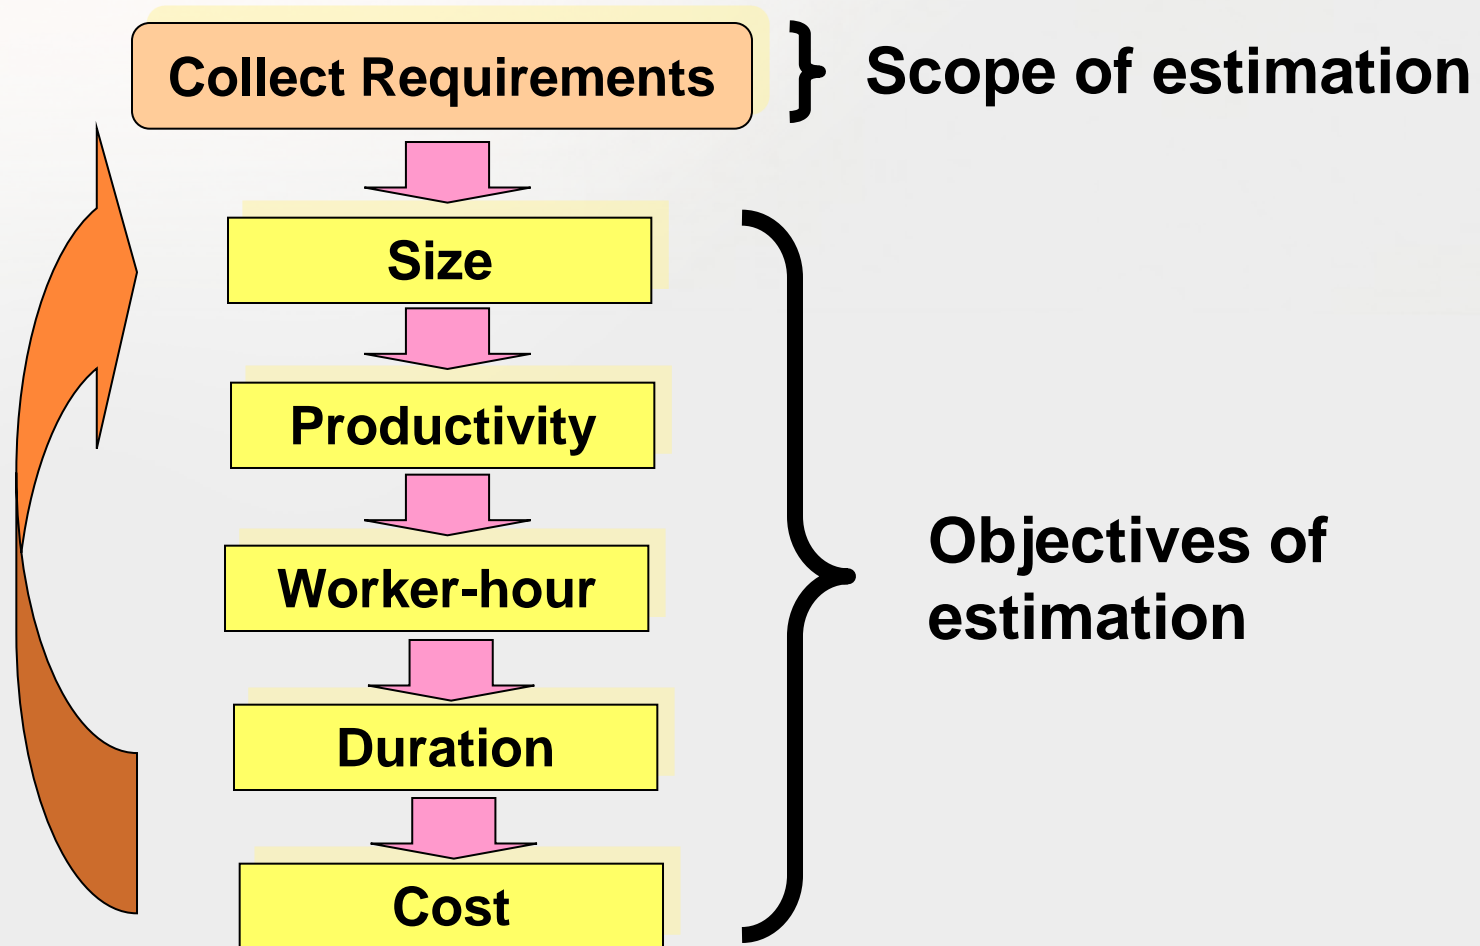 Collect Requirements
Scope of estimation
Size
Productivity
Worker-hour
Duration
Cost
Objectives of
estimation